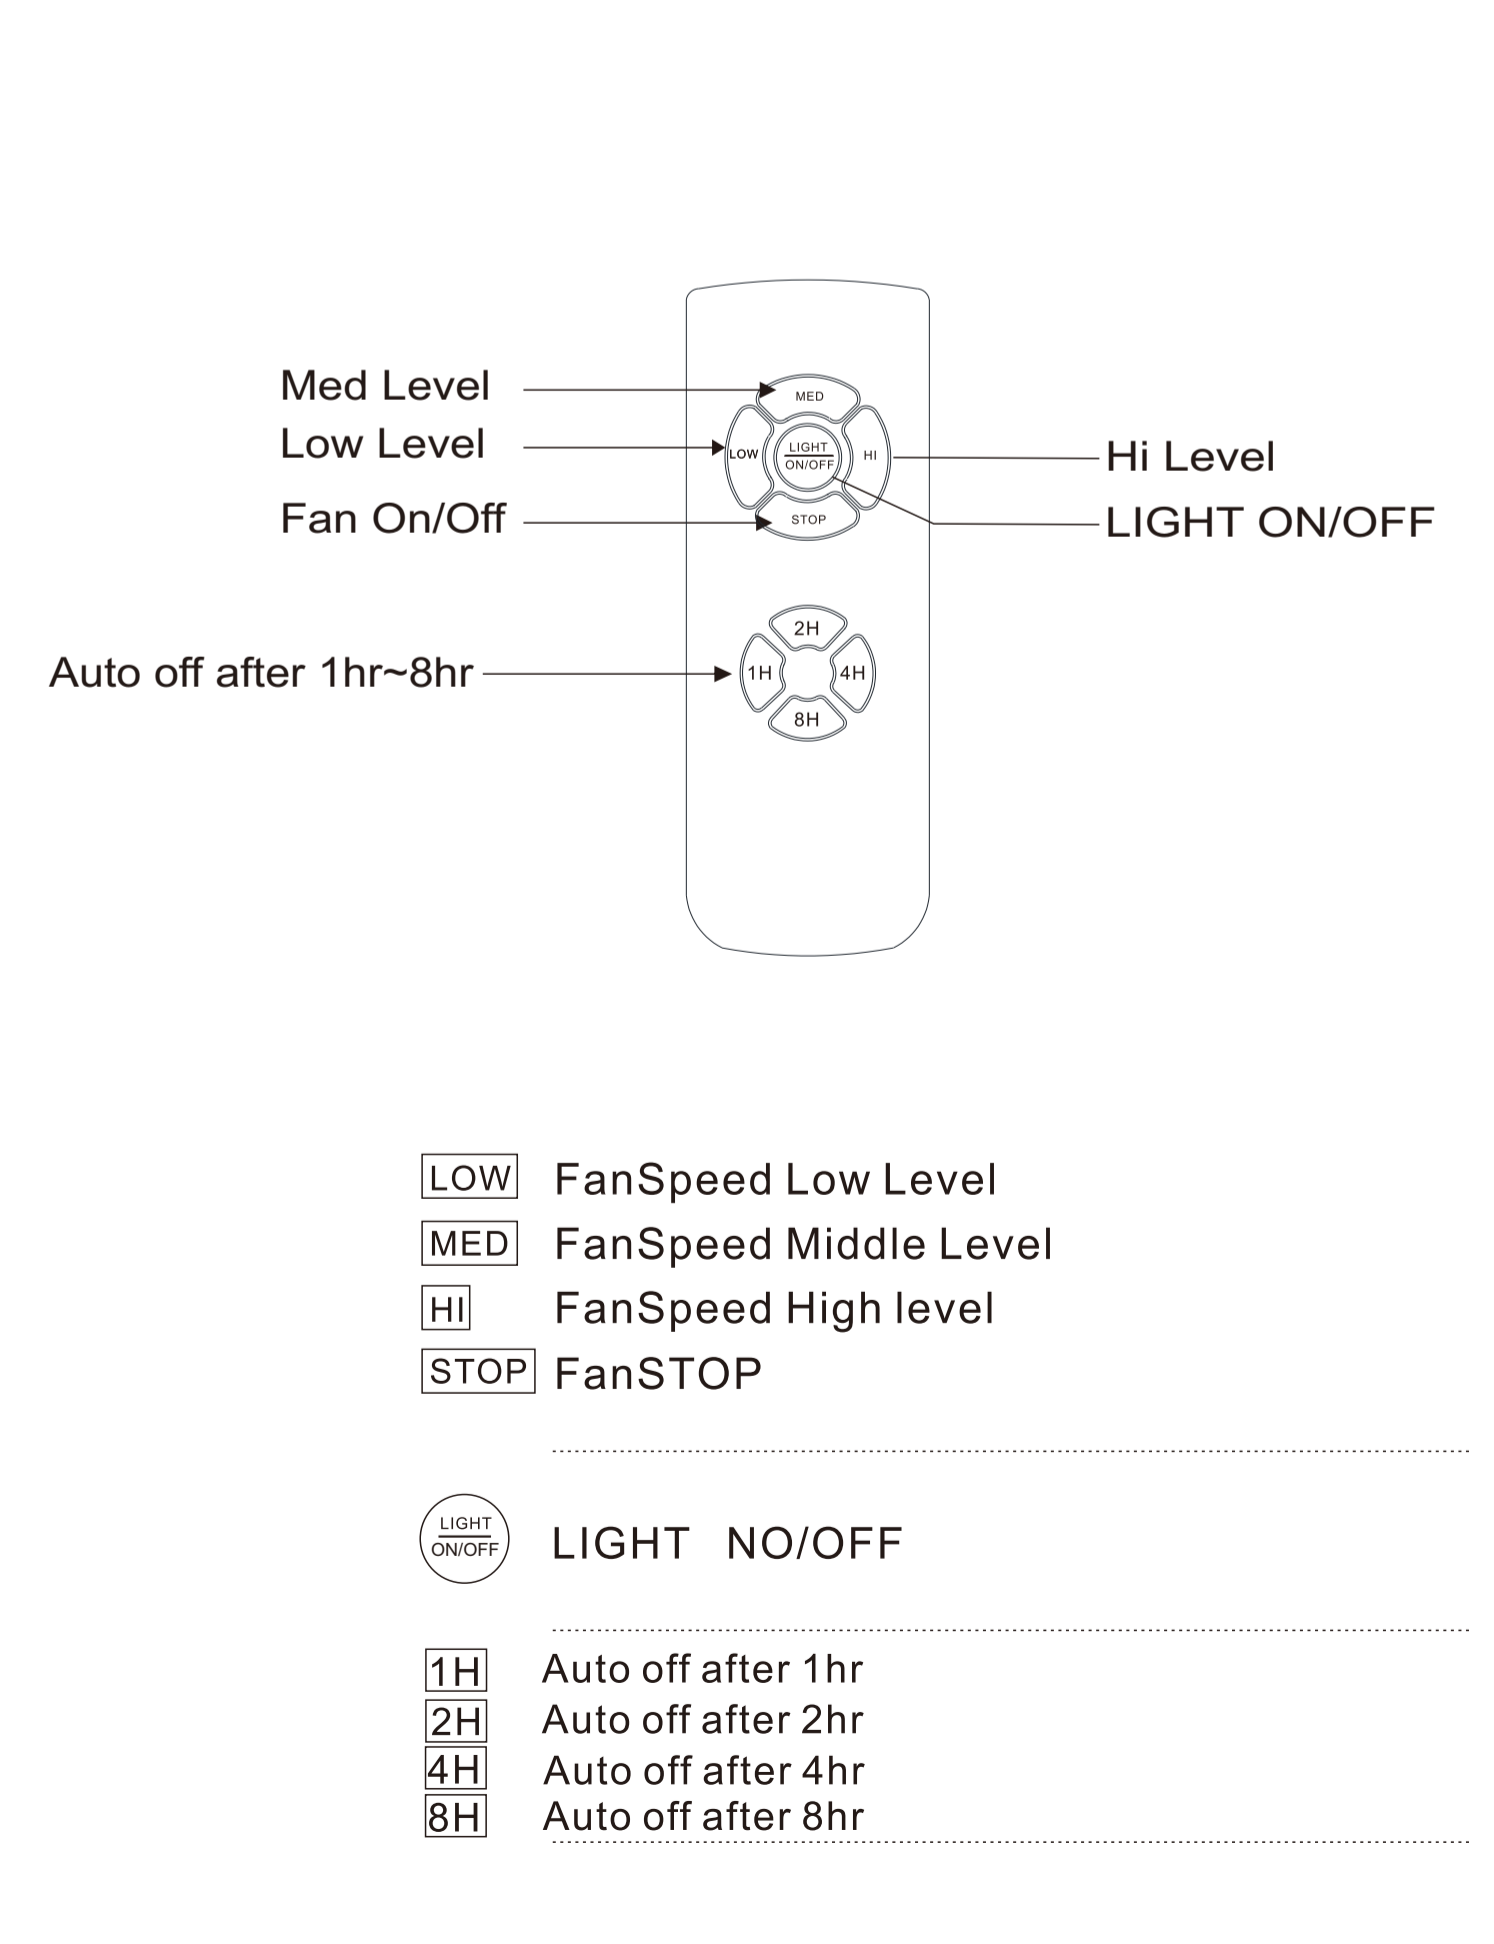 Med Level
MED
Low Level
LOW
LIGHT
ON/OFF
HI
Hi Level
Fan On/Off
STOP
LIGHT ON/OFF
2H
Auto off after 1hr~8hr
1H
4H
8H
LOW FanSpeed Low Level
MED FanSpeed Middle Level
HI FanSpeed High level
STOP FanSTOP
LIGHT
ON/OFF
LIGHT NO/OFF
1H Auto off after 1hr
2H Auto off after 2hr
4H Auto off after 4hr
8H Auto off after 8hr